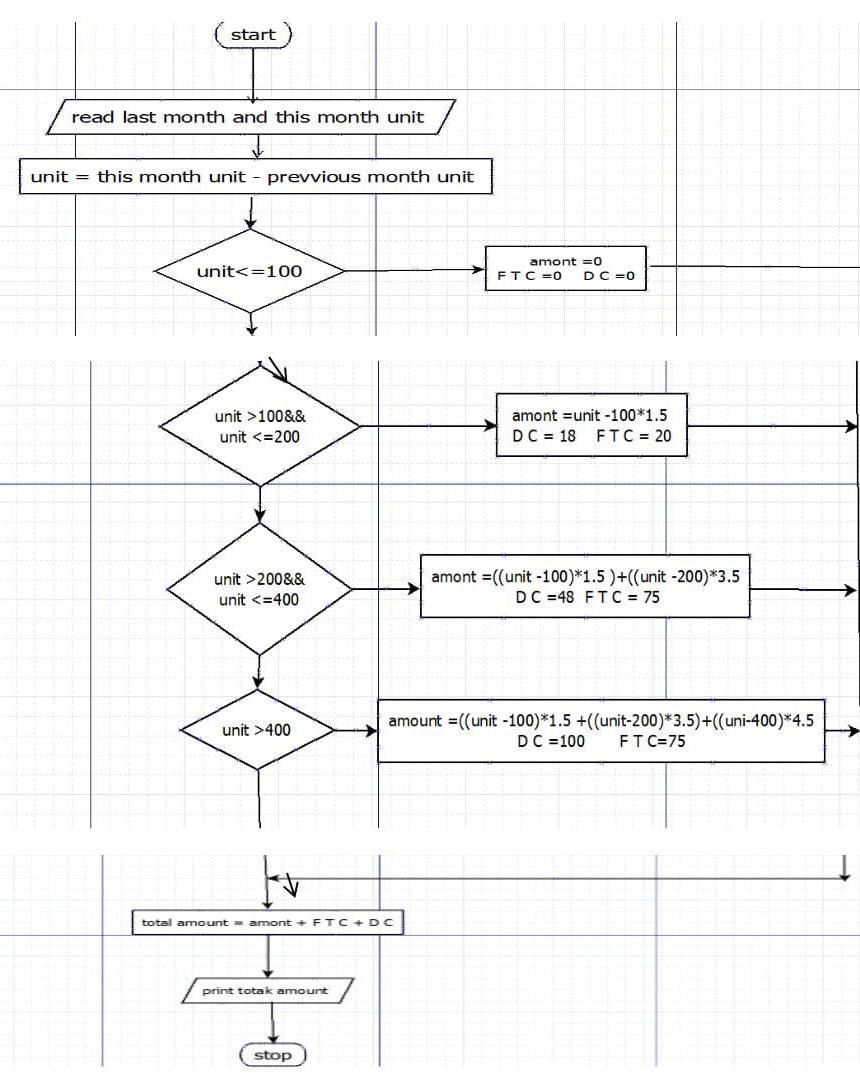 start
read last month and this month unit
unit = this month unit - prevvious month unit
unit<=100
amont =0
F T C =0 D C =0
unit >100&&
unit <=200
amont =unit -100*1.5
D C = 18 F T C = 20
unit >200&&
unit <=400
amont =((unit -100)*1.5 )+((unit -200)*3.5
D C =48 F T C = 75
unit >400
amount =((unit -100)*1.5 +((unit-200)*3.5)+((uni-400)*4.5
D C =100 F T C=75
total amount = amont + F T C + D C
print totak amount
stop